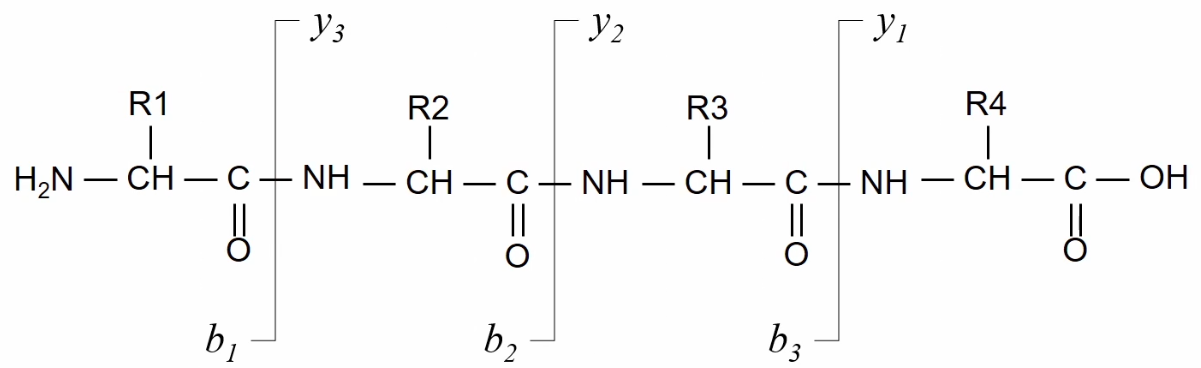 y3 y2 y1
R1 R2 R3 R4
H2N CH C NH CH C NH CH C NH CH C OH
O O O O
b1 b2 b3